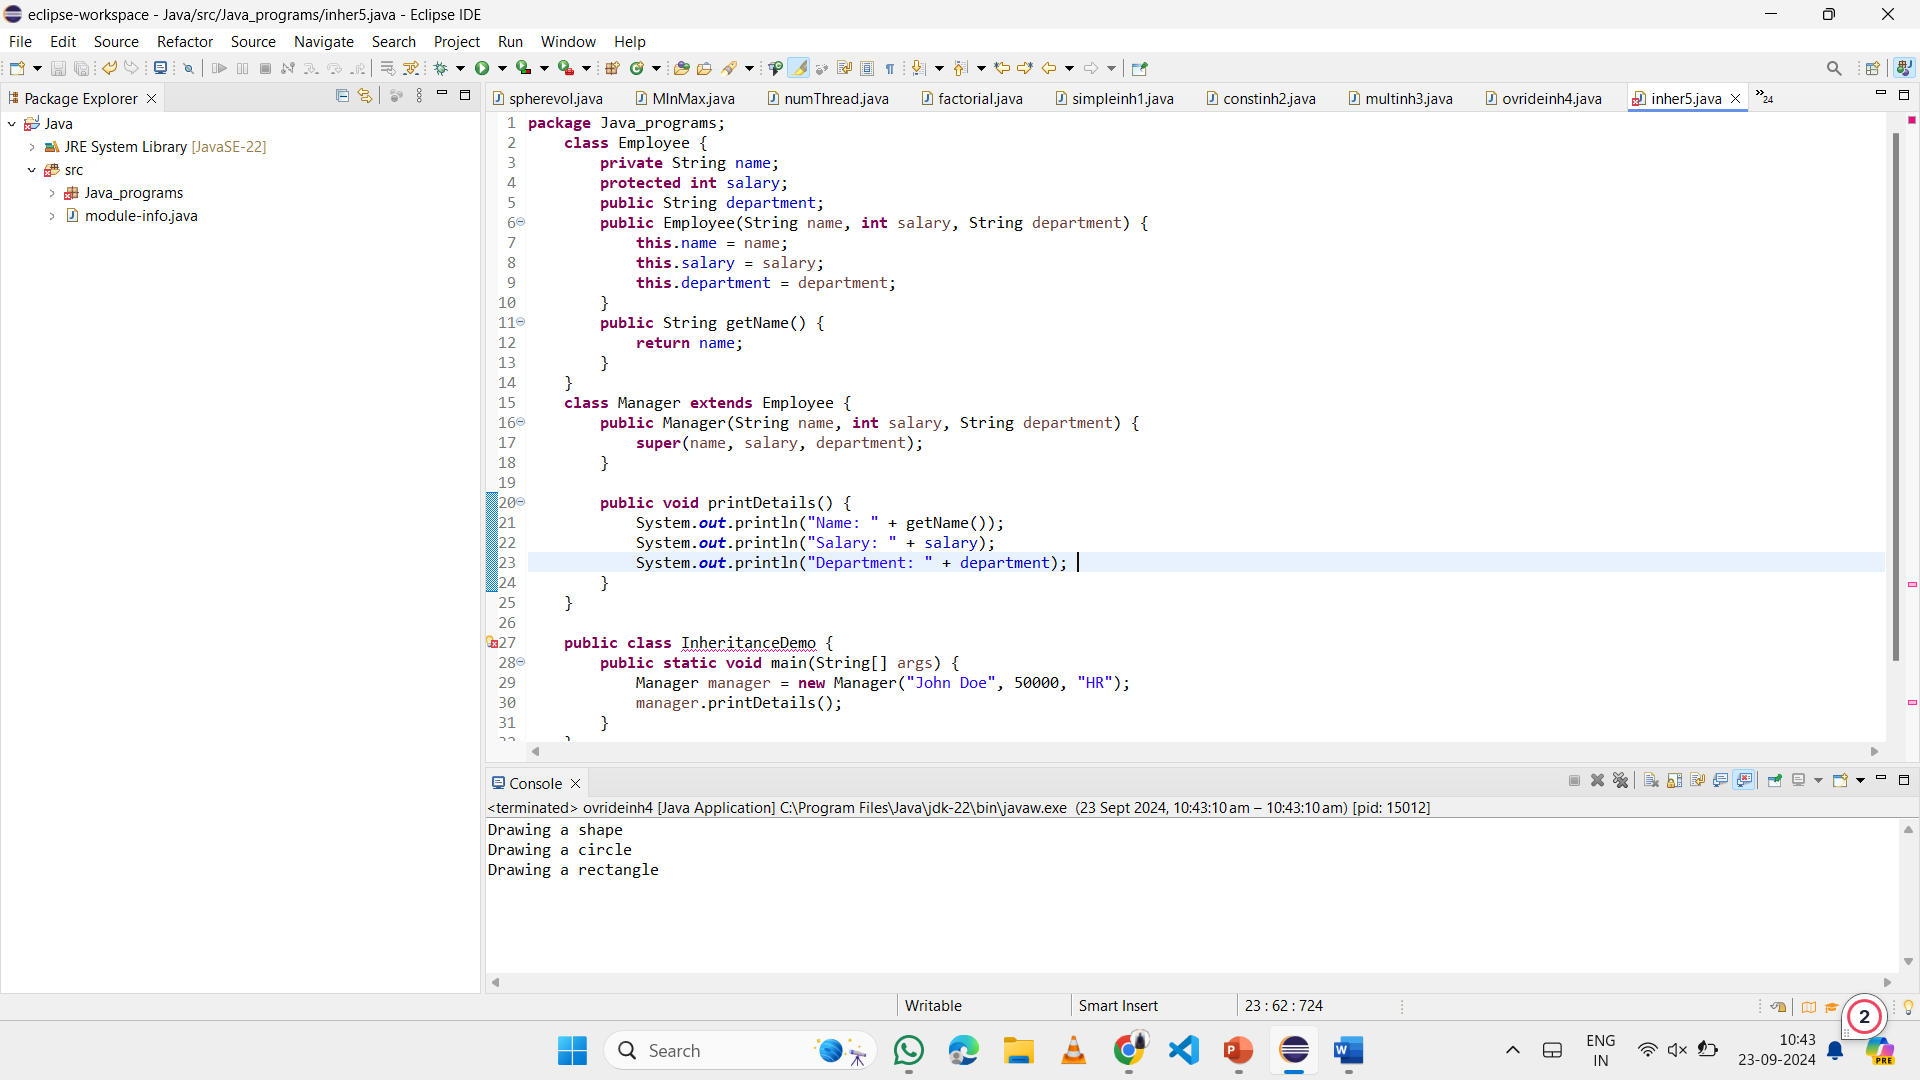 eclipse-workspace - Java/src/Java_programs/inher5.java - Eclipse IDE
File Edit Source Refactor Source Navigate Search Project Run Window Help
Package Explorer
Java
JRE System Library [JavaSE-22]
src
Java_programs
module-info.java
spherevol.java MInMax.java numThread.java factorial.java simpleinh1.java constinh2.java multinh3.java ovrideinh4.java inher5.java »24
1 package Java_programs;
2 class Employee {
3 private String name;
4 protected int salary;
5 public String department;
6 public Employee(String name, int salary, String department) {
7 this.name = name;
8 this.salary = salary;
9 this.department = department;
10 }
11 public String getName() {
12 return name;
13 }
14 }
15 class Manager extends Employee {
16 public Manager(String name, int salary, String department) {
17 super(name, salary, department);
18 }
19
20 public void printDetails() {
21 System.out.println("Name: " + getName());
22 System.out.println("Salary: " + salary);
23 System.out.println("Department: " + department);
24 }
25 }
26
27 public class InheritanceDemo {
28 public static void main(String[] args) {
29 Manager manager = new Manager("John Doe", 50000, "HR");
30 manager.printDetails();
31 }
Console
<terminated> ovrideinh4 [Java Application] C:\Program Files\Java\jdk-22\bin\javaw.exe (23 Sept 2024, 10:43:10 am – 10:43:10 am) [pid: 15012]
Drawing a shape
Drawing a circle
Drawing a rectangle
Writable Smart Insert 23 : 62 : 724
2
Search
ENG
IN
10:43
23-09-2024
PRE